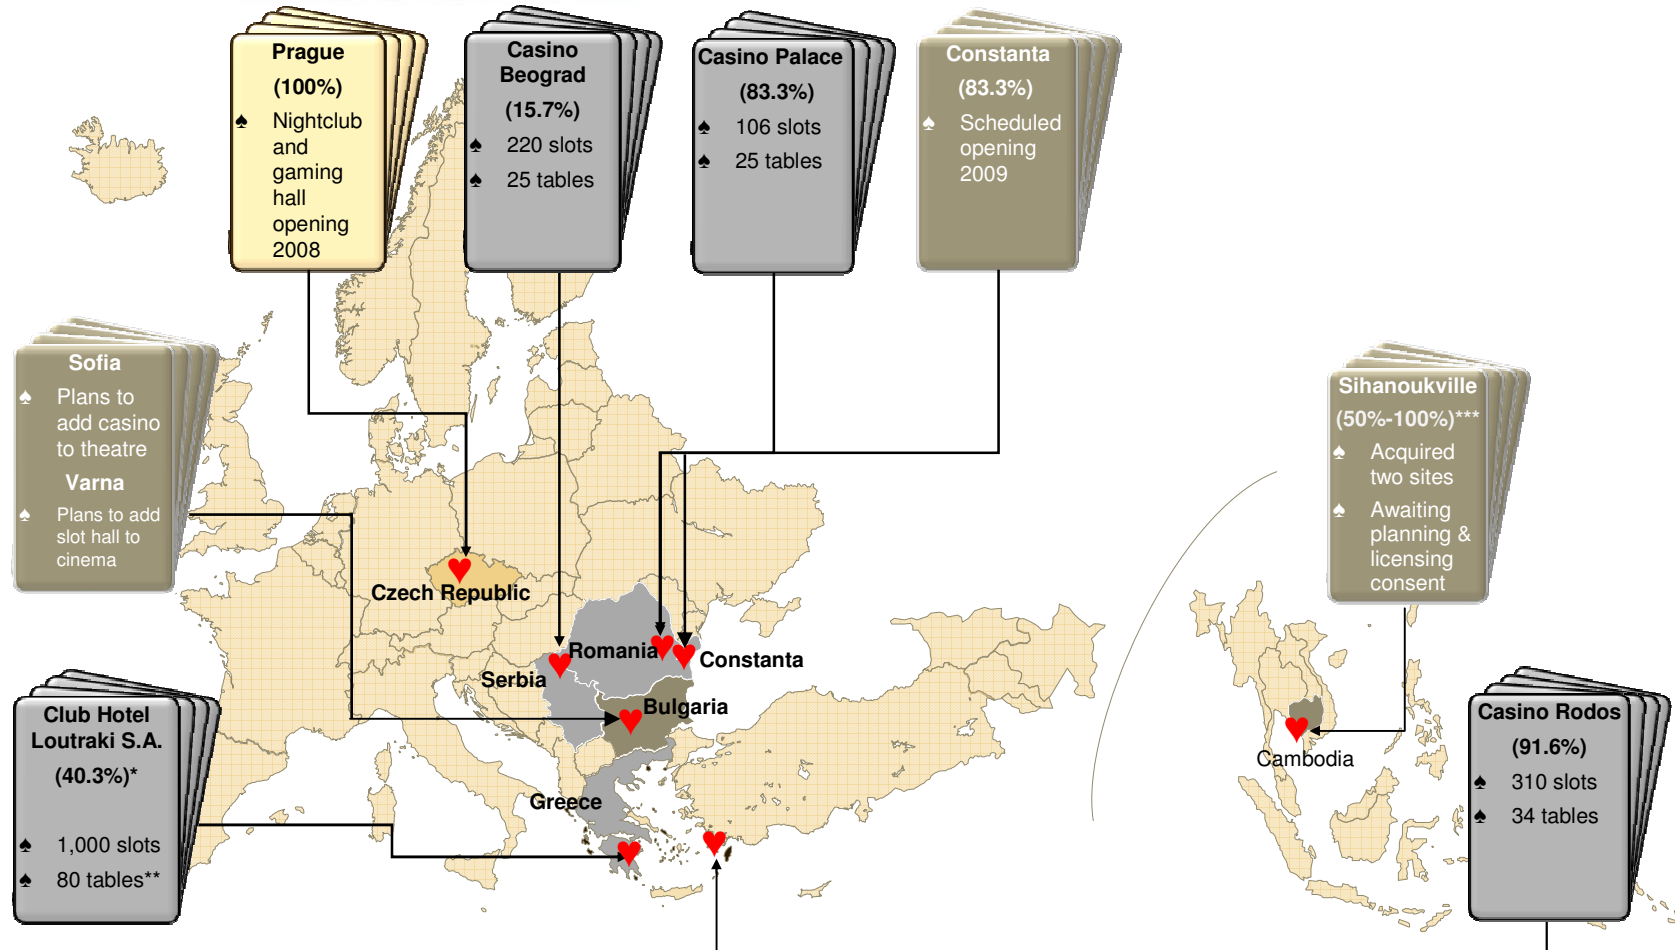 Prague
(100%)
♠ Nightclub
and
gaming
hall
opening
2008
Casino
Beograd
(15.7%)
♠ 220 slots
♠ 25 tables
Casino Palace
(83.3%)
♠ 106 slots
♠ 25 tables
Constanta
(83.3%)
♠ Scheduled
opening
2009
Sofia
♠ Plans to
add casino
to theatre
Varna
♠ Plans to add
slot hall to
cinema
Sihanoukville
(50%-100%)***
♠ Acquired
two sites
♠ Awaiting
planning &
licensing
consent
Czech Republic
Romania
Constanta
Serbia
Bulgaria
Greece
Cambodia
Club Hotel
Loutraki S.A.
(40.3%)*
♠ 1,000 slots
♠ 80 tables**
Casino Rodos
(91.6%)
♠ 310 slots
♠ 34 tables